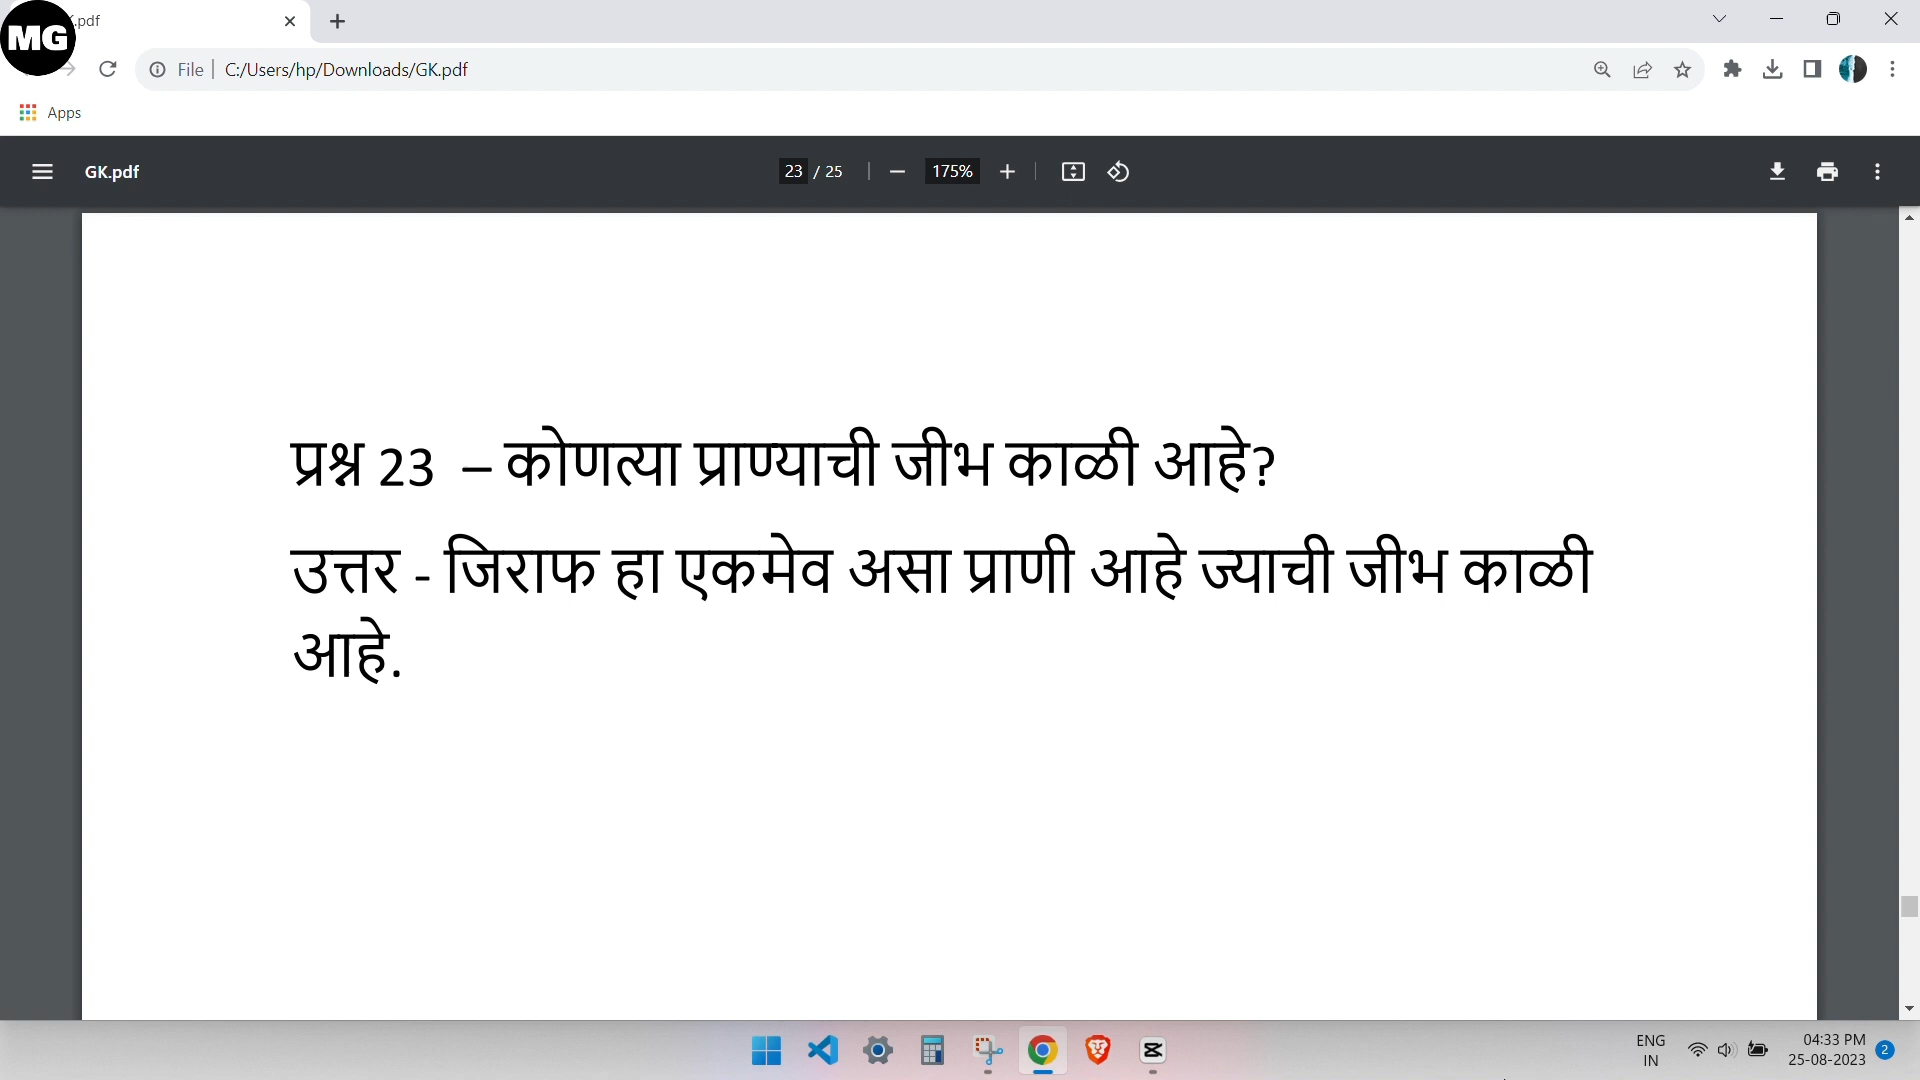 MG
.pdf
File
C:/Users/hp/Downloads/GK.pdf
Apps
GK.pdf
23 / 25
175%
प्रश्न 23 – कोणत्या प्राण्याची जीभ काळी आहे?
उत्तर - जिराफ हा एकमेव असा प्राणी आहे ज्याची जीभ काळी
आहे.
ENG
IN
04:33 PM
25-08-2023
2